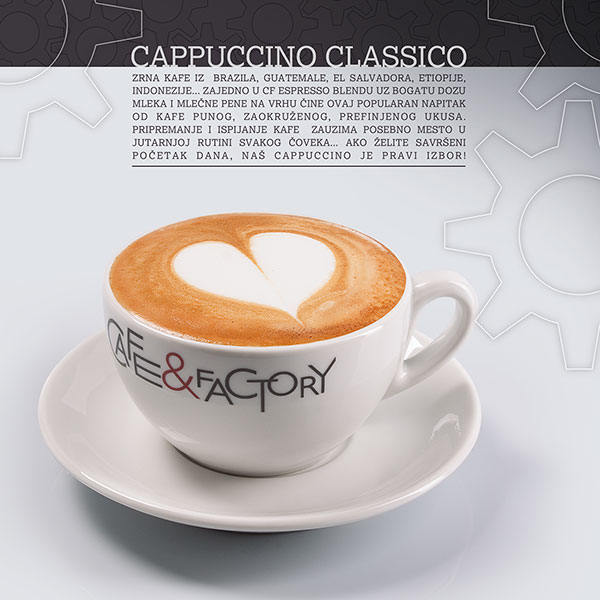 CAPPUCCINO CLASSICO
ZRNA KAFE IZ BRAZILA, GUATEMALE, EL SALVADORA, ETIOPIJE,
INDONEZIJE... ZAJEDNO U CF ESPRESSO BLENDU UZ BOGATU DOZU
MLEKA I MLEČNE PENE NA VRHU ČINE OVAJ POPULARAN NAPITAK
OD KAFE PUNOG, ZAOKRUŽENOG, PREFINJENOG UKUSA.
PRIPREMANJE I ISPIJANJE KAFE ZAUZIMA POSEBNO MESTO U
JUTARNJOJ RUTINI SVAKOG ČOVEKA... AKO ŽELITE SAVRŠENI
POČETAK DANA, NAŠ CAPPUCCINO JE PRAVI IZBOR!
CAFFE&FACTORY